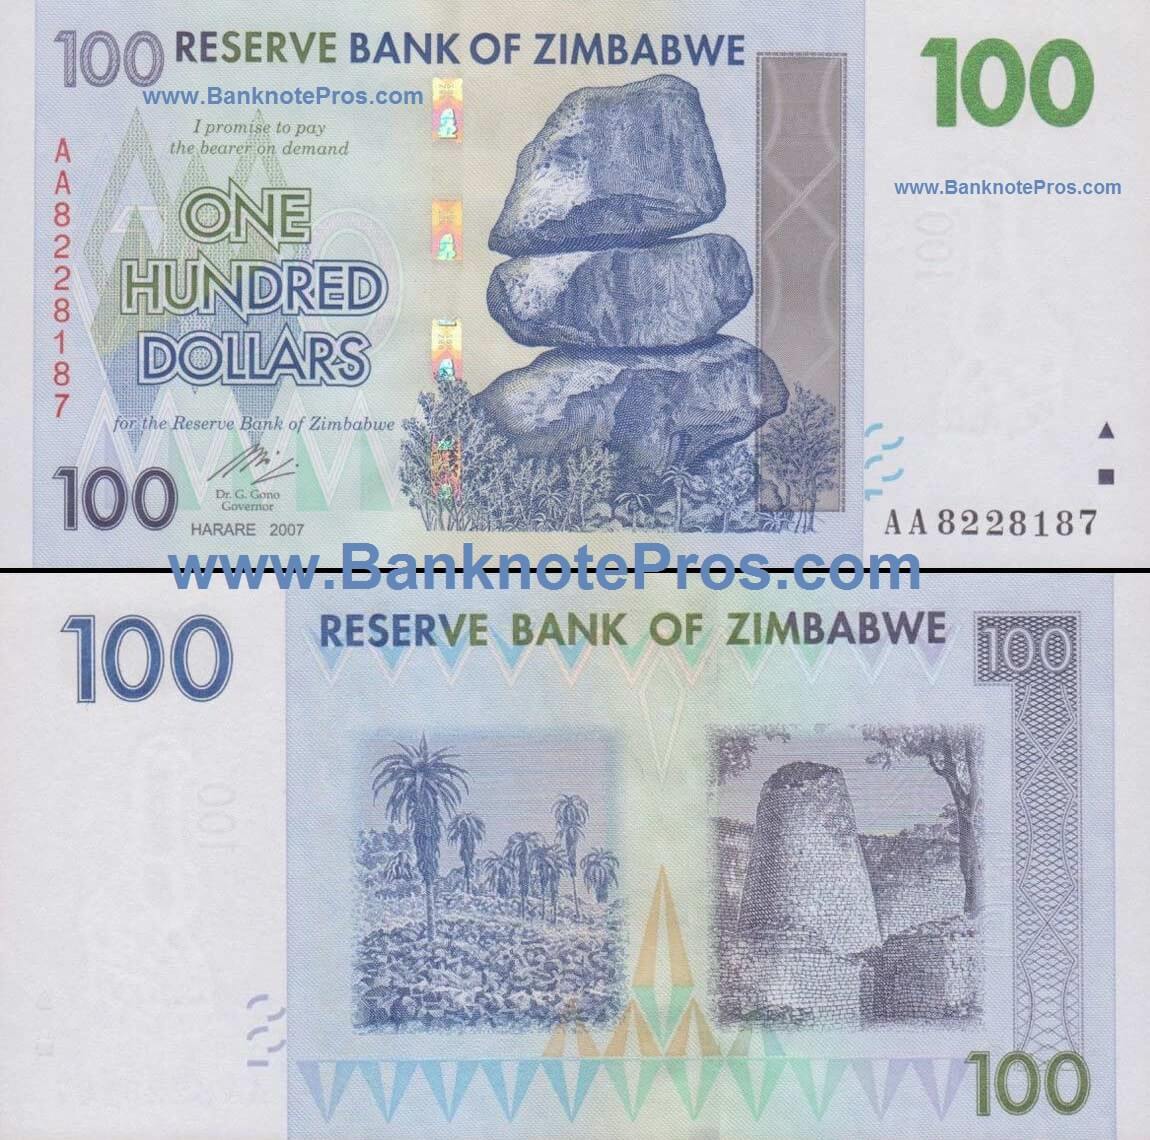 100 RESERVE BANK OF ZIMBABWE 100
www.BanknotePros.com
I promise to pay
the bearer on demand
www.BanknotePros.com
AA8228187
ONE
HUNDRED
DOLLARS
100
for the Reserve Bank of Zimbabwe
Dr. G. Gono
Governor
100
HARARE 2007
AA8228187
www.BanknotePros.com
100
RESERVE BANK OF ZIMBABWE
100
100
100